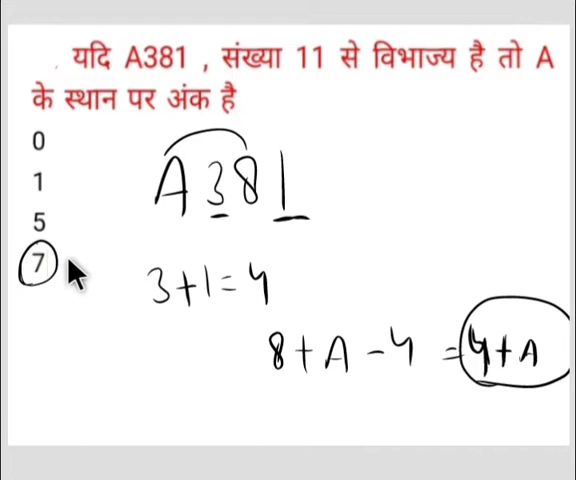 यदि A381 , संख्या 11 से विभाज्य है तो A
के स्थान पर अंक है
0
1
5
7
A381
3+1=4
8+A-4 =4+A